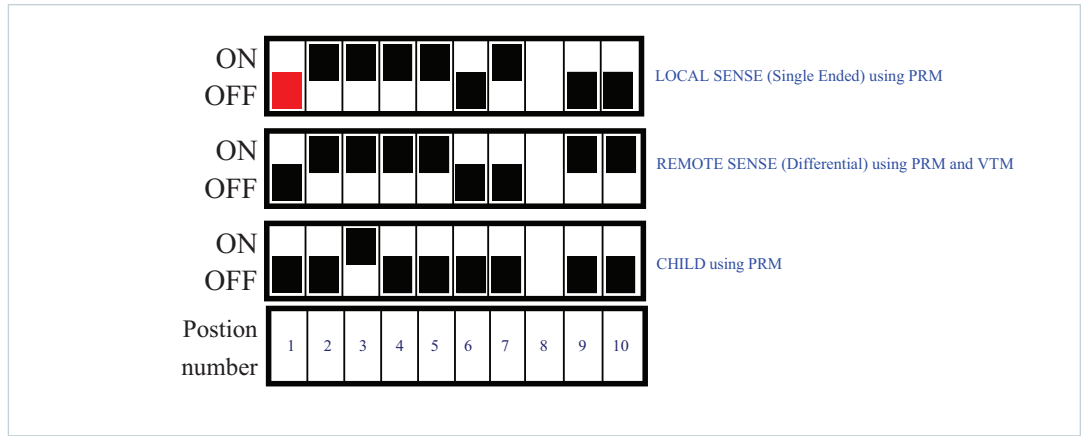 ON
OFF
LOCAL SENSE (Single Ended) using PRM
ON
OFF
REMOTE SENSE (Differential) using PRM and VTM
ON
OFF
CHILD using PRM
Postion
number
1 2 3 4 5 6 7 8 9 10